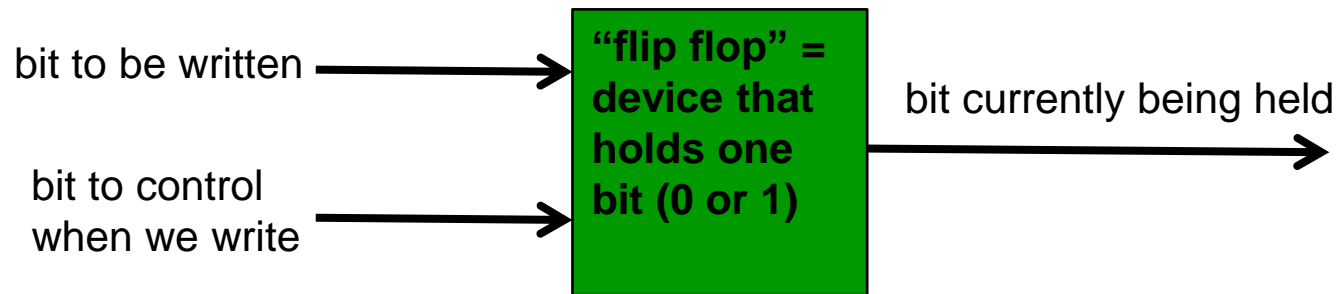 bit to be written
“flip flop” =
device that
holds one
bit (0 or 1)
bit currently being held
bit to control
when we write